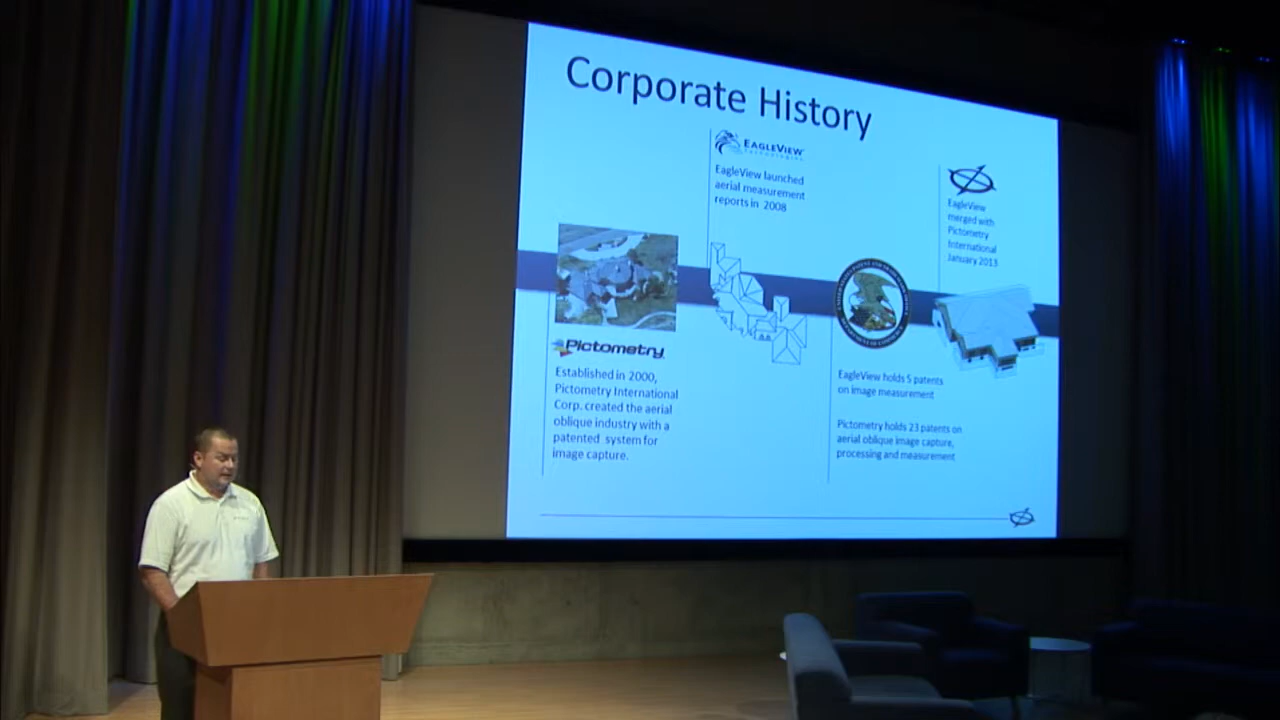 Corporate History
EAGLEVIEW
Technologies
EagleView launched
aerial measurement
reports in 2008
EagleView
merged with
Pictometry
International
January 2013
Pictometry
Established in 2000,
Pictometry International
Corp. created the aerial
oblique industry with a
patented system for
image capture.
EagleView holds 5 patents
on image measurement
Pictometry holds 23 patents on
aerial oblique image capture,
processing and measurement